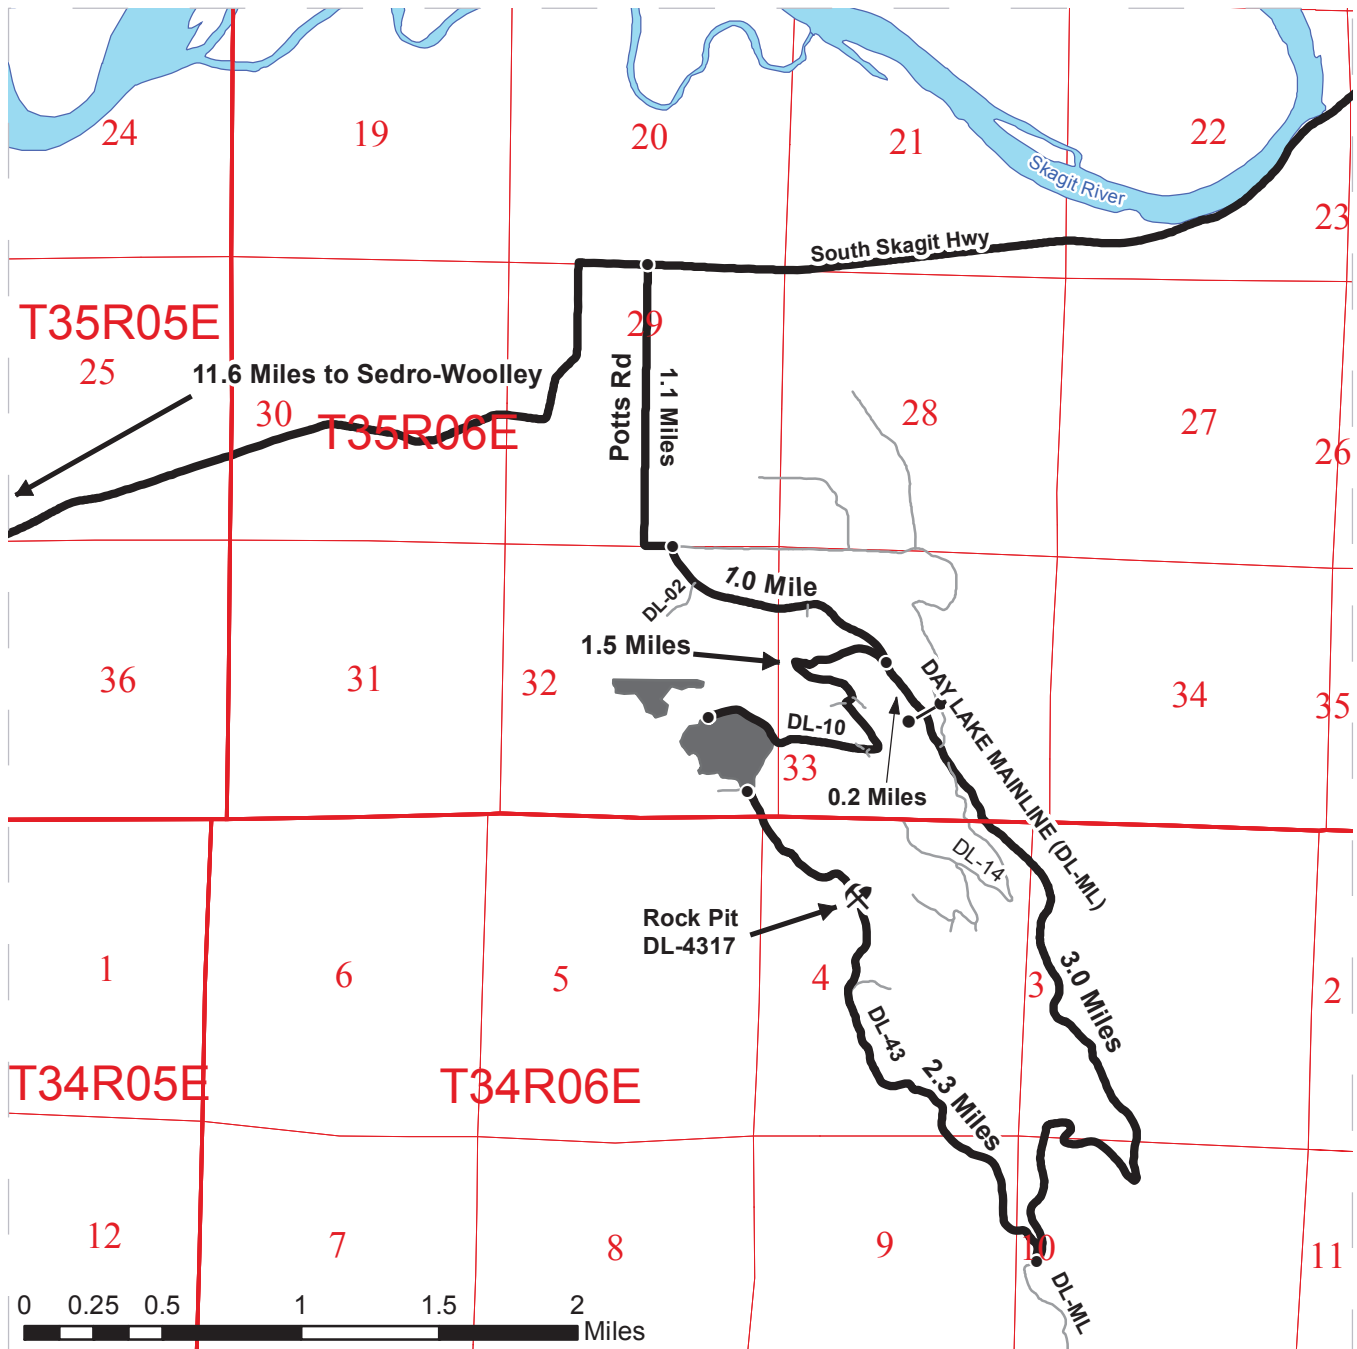 24
19
20
21
22
Skagit River
23
South Skagit Hwy
T35R05E
29
25
11.6 Miles to Sedro-Woolley
Potts Rd
1.1 Miles
30
T35R06E
28
27
26
DL-02
1.0 Mile
1.5 Miles
36
31
32
DAY LAKE MAINLINE (DL-ML)
34
35
DL-10
33
0.2 Miles
DL-14
Rock Pit
DL-4317
1
6
5
4
3
3.0 Miles
2
DL-43
2.3 Miles
T34R05E
T34R06E
12
7
8
9
10
11
DL-ML
0 0.25 0.5 1 1.5 2
Miles